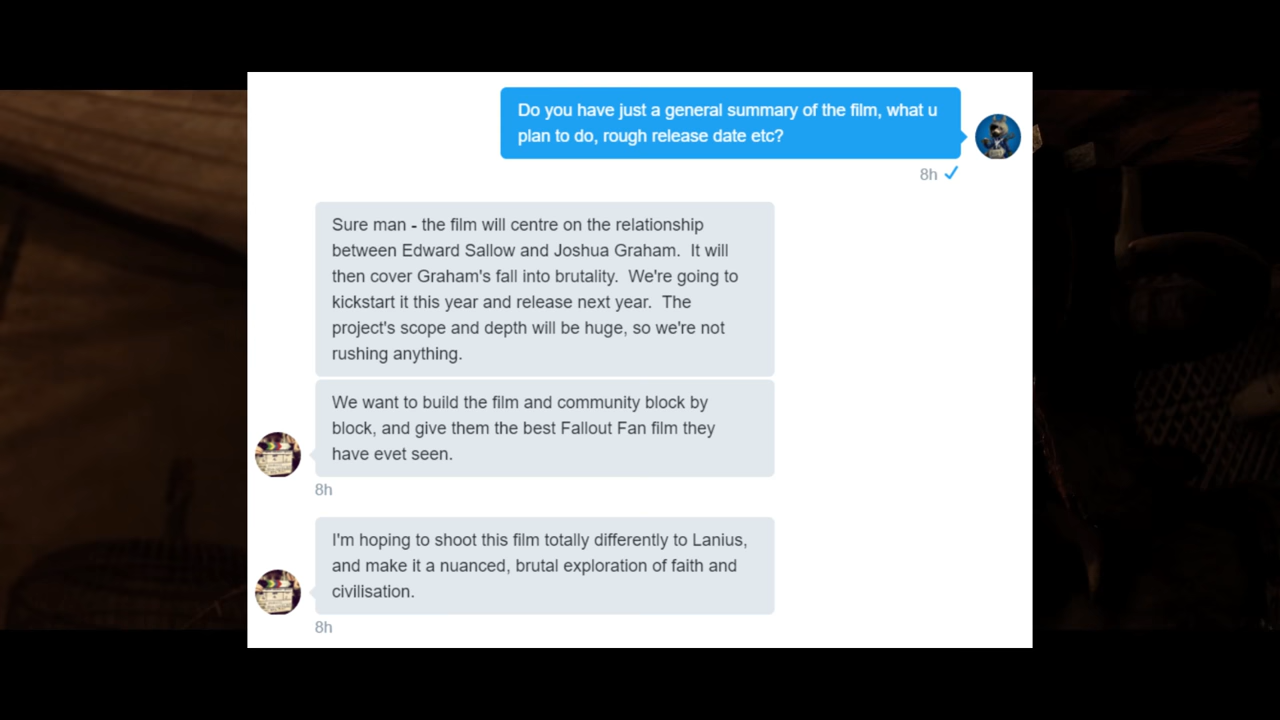 Do you have just a general summary of the film, what u
plan to do, rough release date etc?
8h
Sure man - the film will centre on the relationship
between Edward Sallow and Joshua Graham.  It will
then cover Graham's fall into brutality.  We're going to
kickstart it this year and release next year.  The
project's scope and depth will be huge, so we're not
rushing anything.
We want to build the film and community block by
block, and give them the best Fallout Fan film they
have evet seen.
8h
I'm hoping to shoot this film totally differently to Lanius,
and make it a nuanced, brutal exploration of faith and
civilisation.
8h